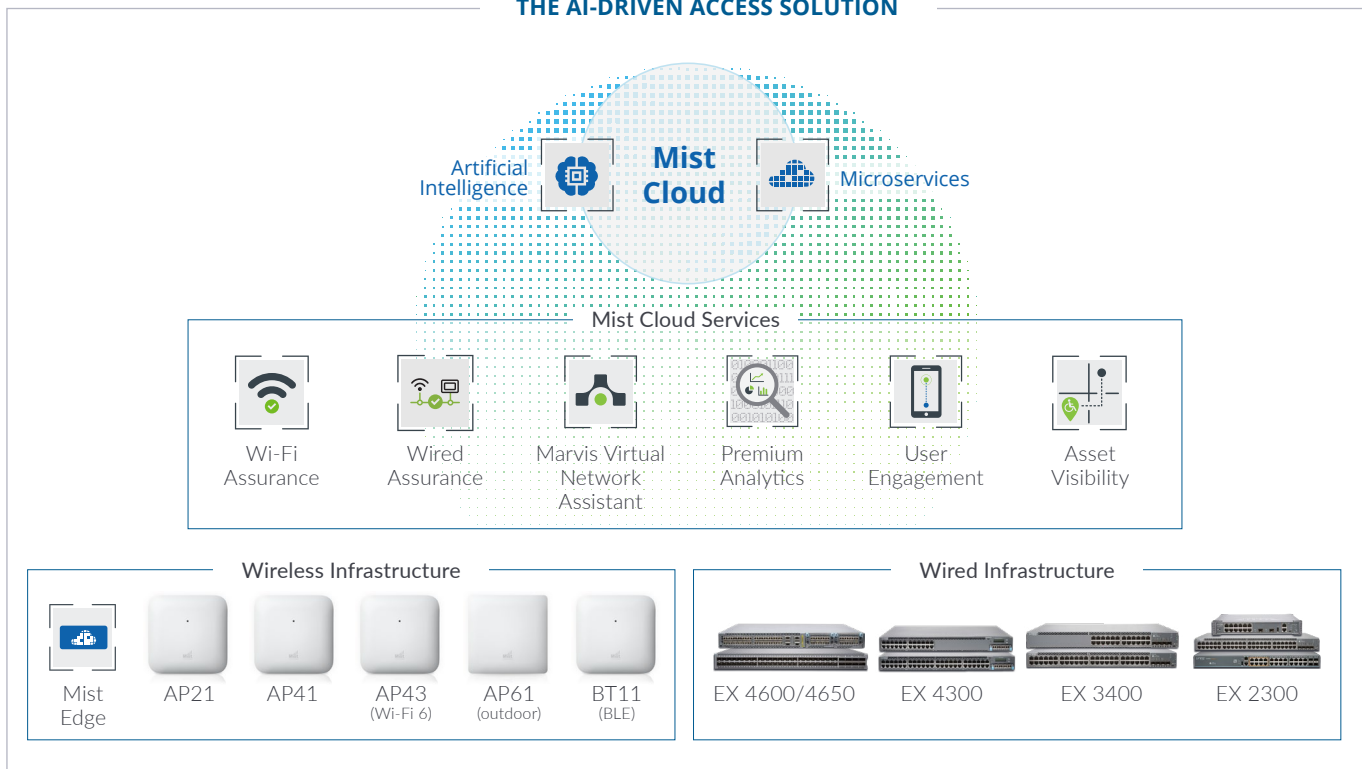 THE AI-DRIVEN ACCESS SOLUTION
Artificial
Intelligence
Mist
Cloud
Microservices
Mist Cloud Services
Wi-Fi
Assurance
Wired
Assurance
Marvis Virtual
Network
Assistant
Premium
Analytics
User
Engagement
Asset
Visibility
Wireless Infrastructure
Mist
Edge
AP21
AP41
AP43
(Wi-Fi 6)
AP61
(outdoor)
BT11
(BLE)
Wired Infrastructure
EX 4600/4650
EX 4300
EX 3400
EX 2300